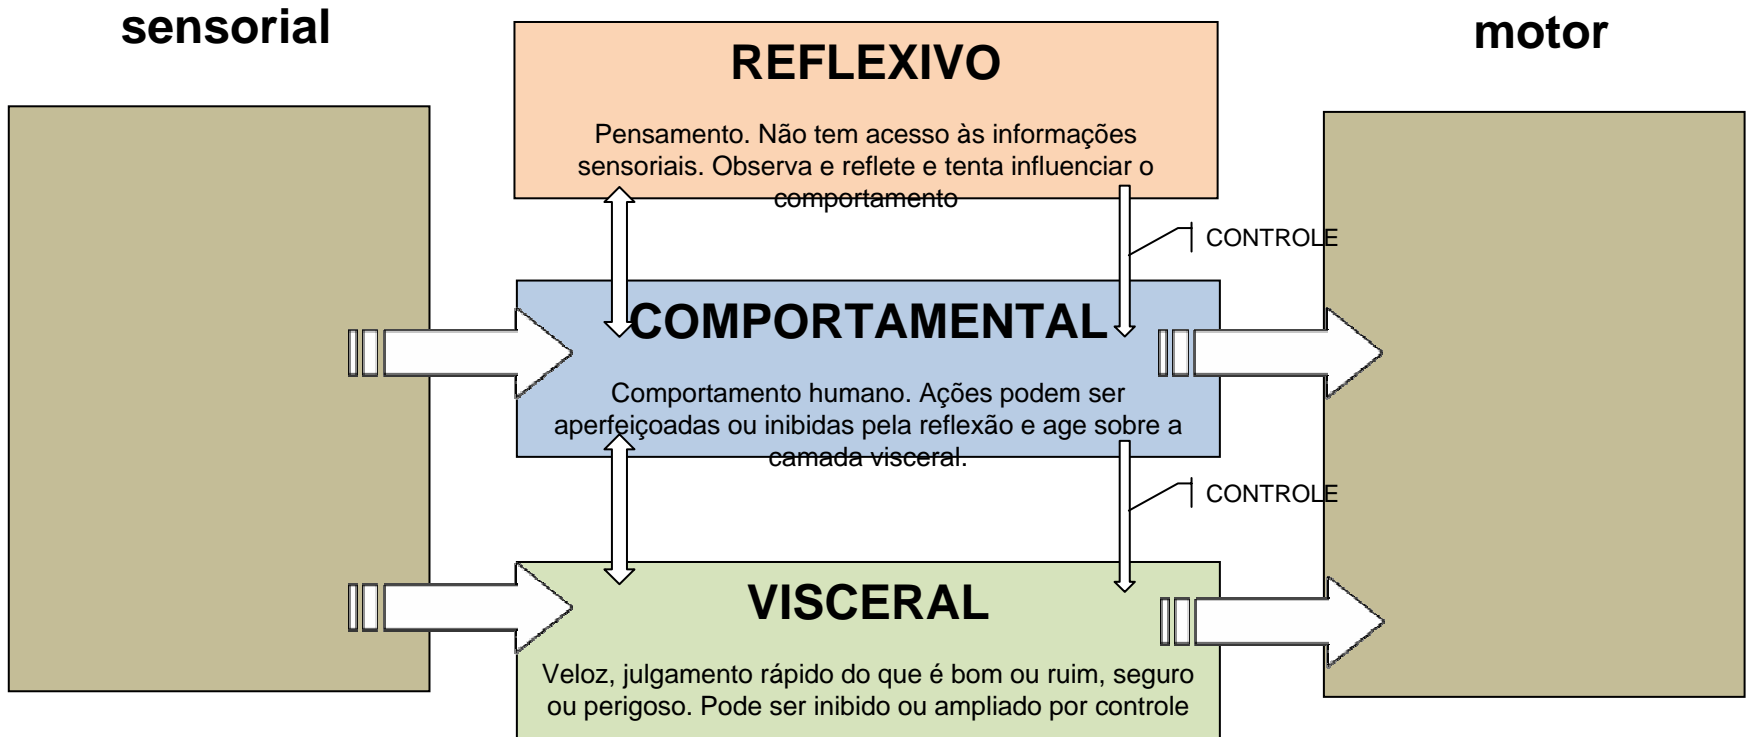 sensorial
motor
REFLEXIVO
Pensamento. Não tem acesso às informações
sensoriais. Observa e reflete e tenta influenciar o
comportamento
CONTROLE
COMPORTAMENTAL
Comportamento humano. Ações podem ser
aperfeiçoadas ou inibidas pela reflexão e age sobre a
camada visceral.
CONTROLE
VISCERAL
Veloz, julgamento rápido do que é bom ou ruim, seguro
ou perigoso. Pode ser inibido ou ampliado por controle